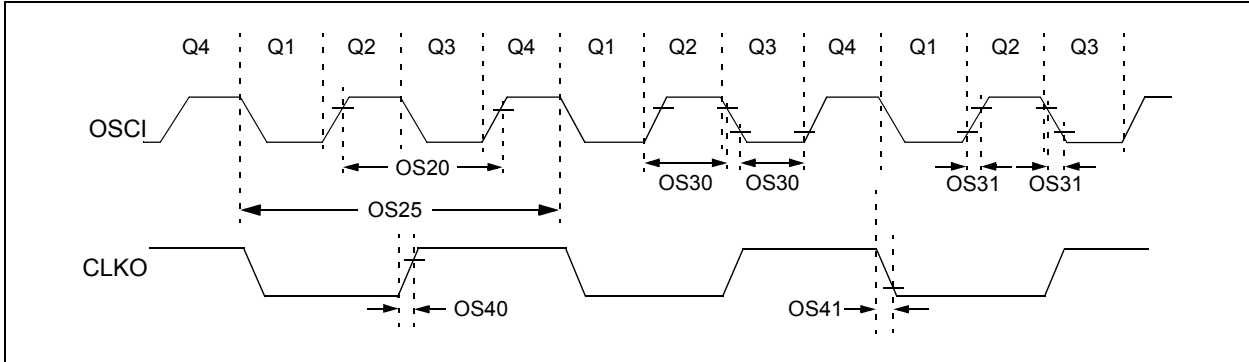 Q4 Q1 Q2 Q3 Q4 Q1 Q2 Q3 Q4 Q1 Q2 Q3
OSCI
OS20
OS30 OS30
OS31 OS31
OS25
CLKO
OS40
OS41